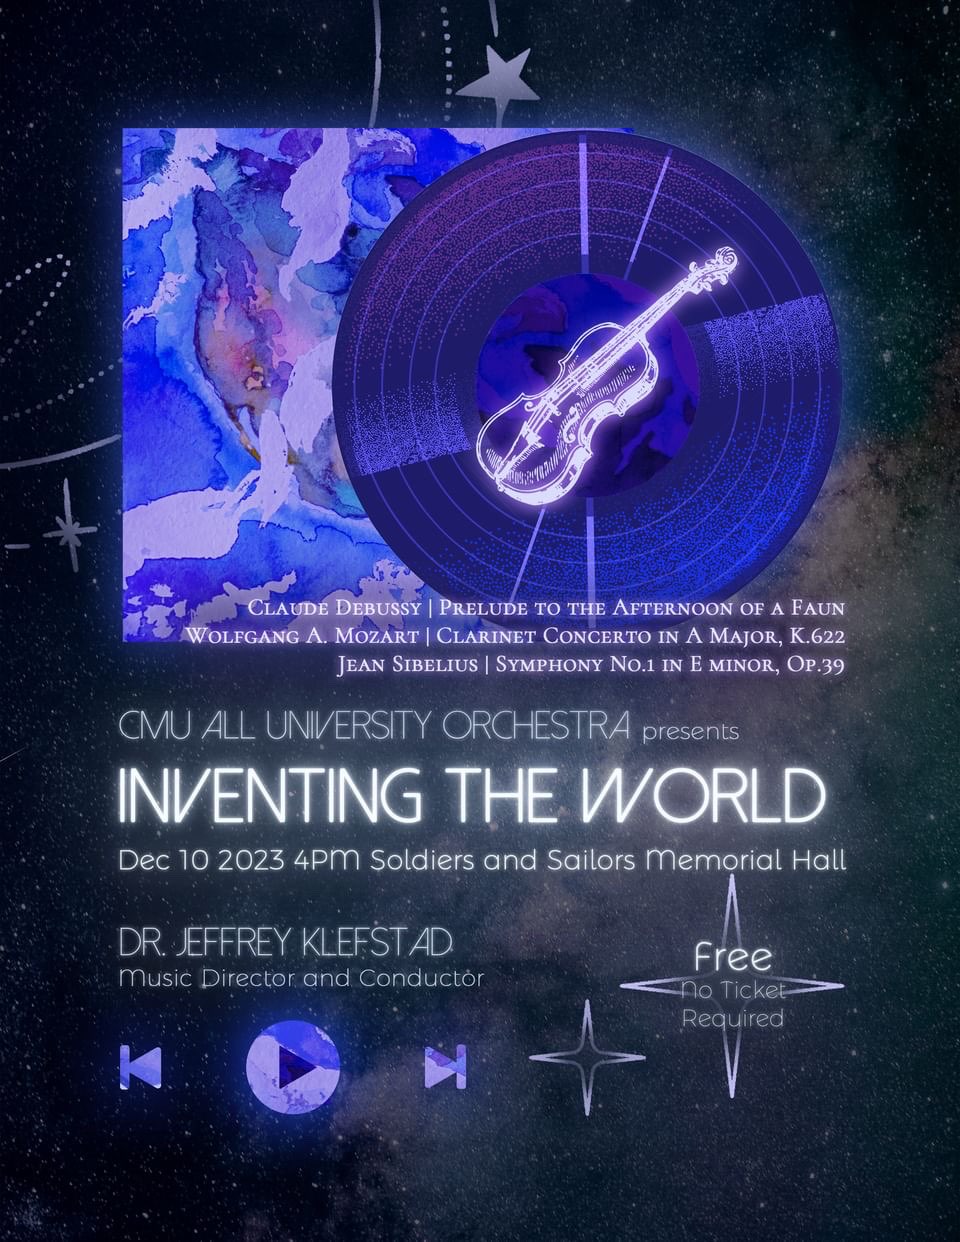 Claude Debussy | Prelude to the Afternoon of a Faun
Wolfgang A. Mozart | Clarinet Concerto in A Major, K.622
Jean Sibelius | Symphony No.1 in E minor, Op.39
CMU ALL UNIVERSITY ORCHESTRA presents
INVENTING THE WORLD
Dec 10 2023 4PM Soldiers and Sailors Memorial Hall
DR. JEFFREY KLEFSTAD
Music Director and Conductor
Free
No Ticket
Required